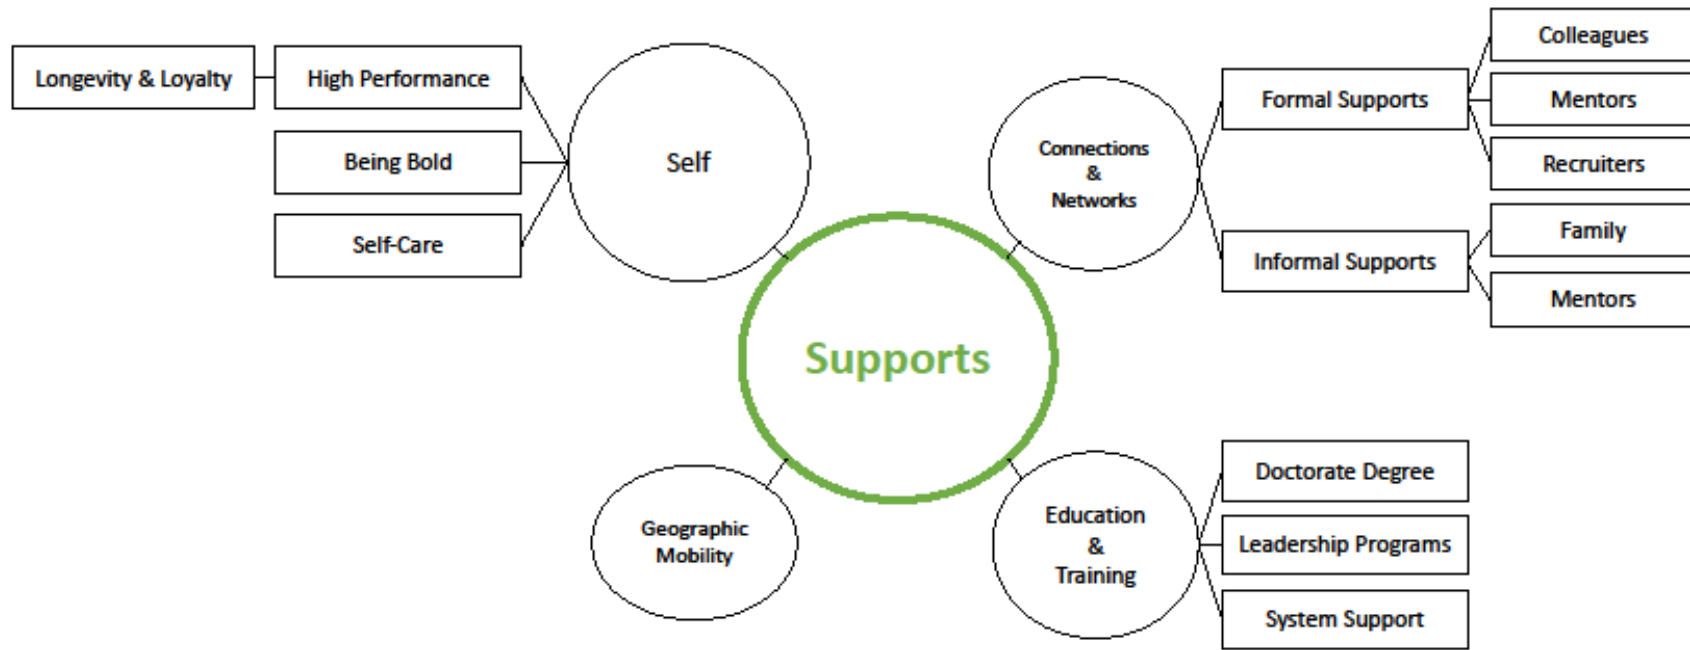 Longevity & Loyalty
High Performance
Being Bold
Self-Care
Self
Connections
&
Networks
Formal Supports
Colleagues
Mentors
Recruiters
Informal Supports
Family
Mentors
Supports
Geographic
Mobility
Education
&
Training
Doctorate Degree
Leadership Programs
System Support